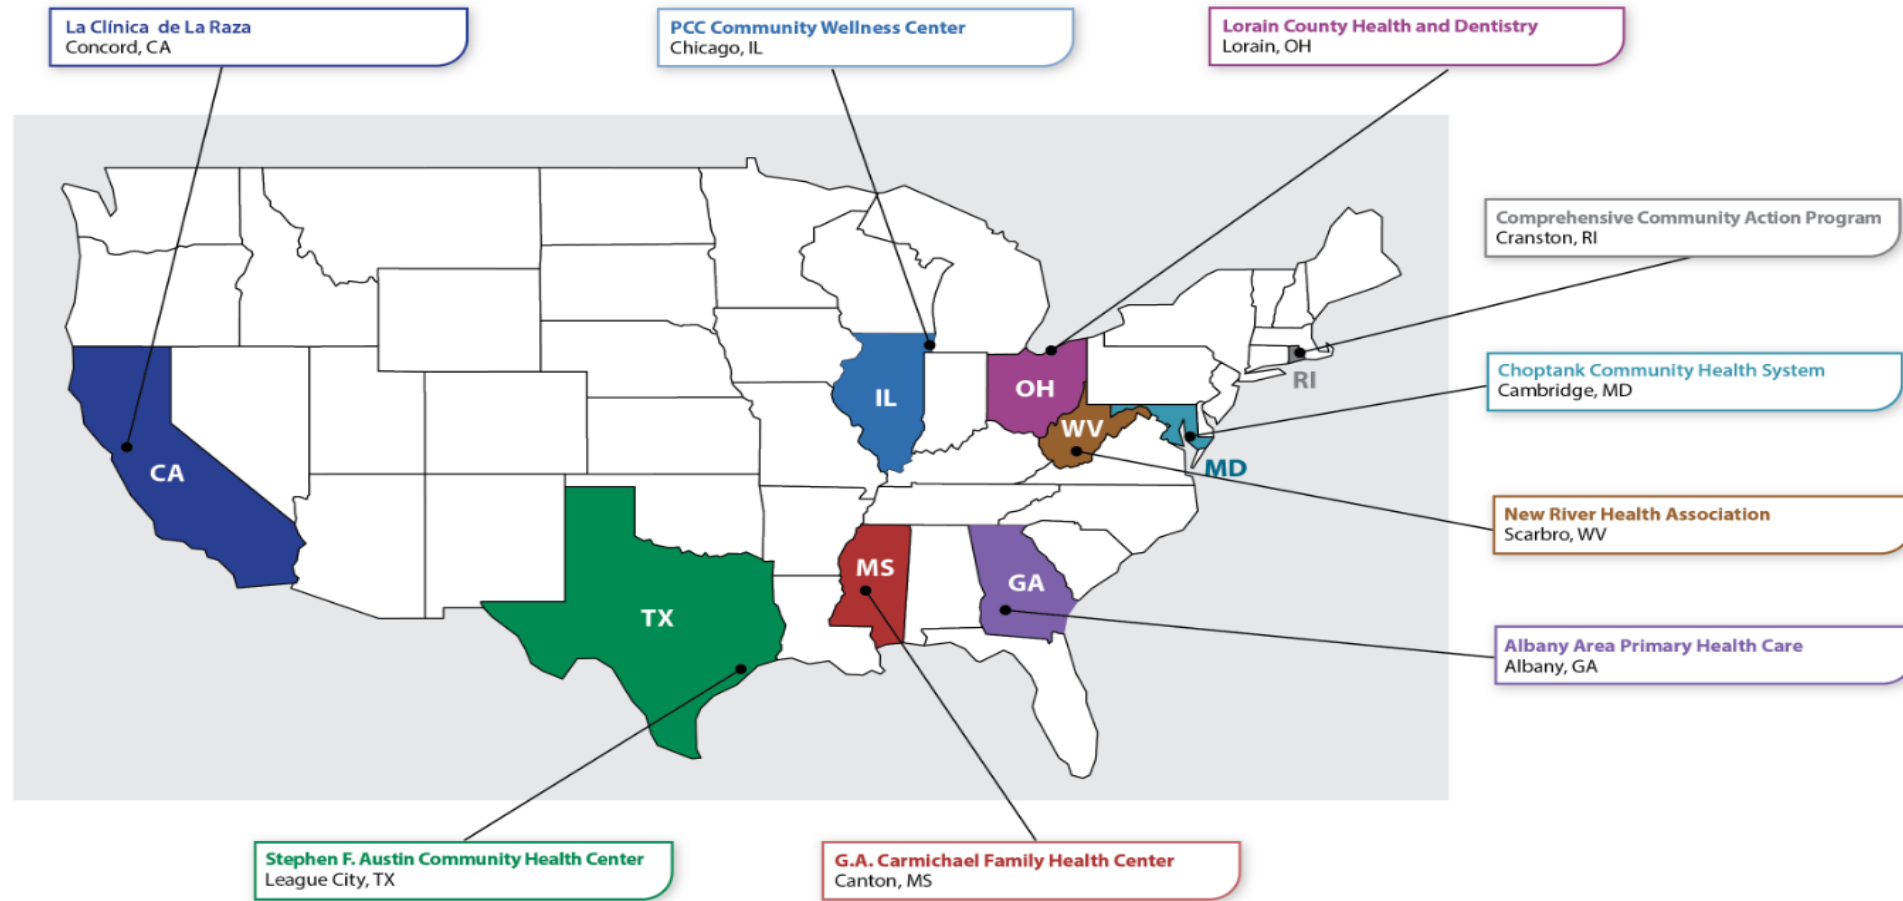 La Clínica de La Raza
Concord, CA
PCC Community Wellness Center
Chicago, IL
Lorain County Health and Dentistry
Lorain, OH
Comprehensive Community Action Program
Cranston, RI
Choptank Community Health System
Cambridge, MD
New River Health Association
Scarbro, WV
Albany Area Primary Health Care
Albany, GA
CA
IL
OH
WV
RI
MD
TX
MS
GA
Stephen F. Austin Community Health Center
League City, TX
G.A. Carmichael Family Health Center
Canton, MS